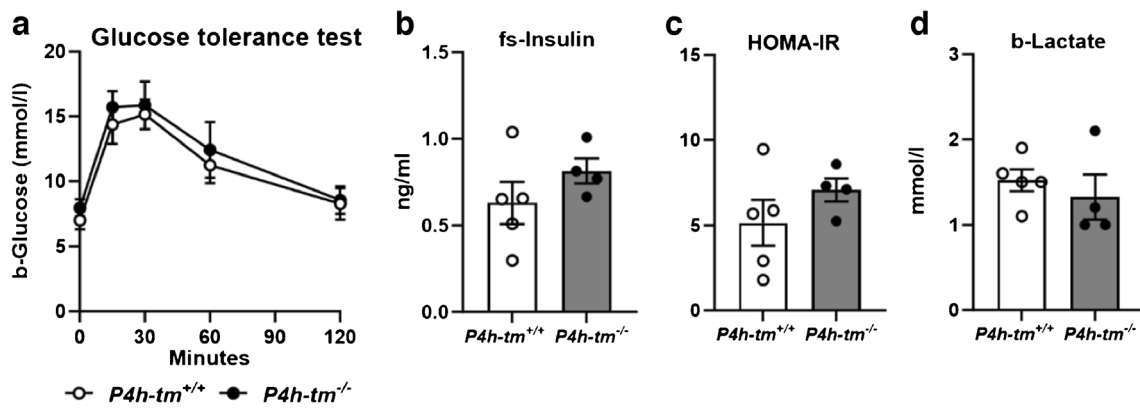 a
Glucose tolerance test
b-Glucose (mmol/l)
20
15
10
5
0
0 30 60 90 120
Minutes
P4h-tm+/+ P4h-tm-/-
b
fs-Insulin
ng/ml
1.5
1.0
0.5
0.0
P4h-tm+/+ P4h-tm-/-
c
HOMA-IR
15
10
5
0
P4h-tm+/+ P4h-tm-/-
d
b-Lactate
mmol/l
3
2
1
0
P4h-tm+/+ P4h-tm-/-